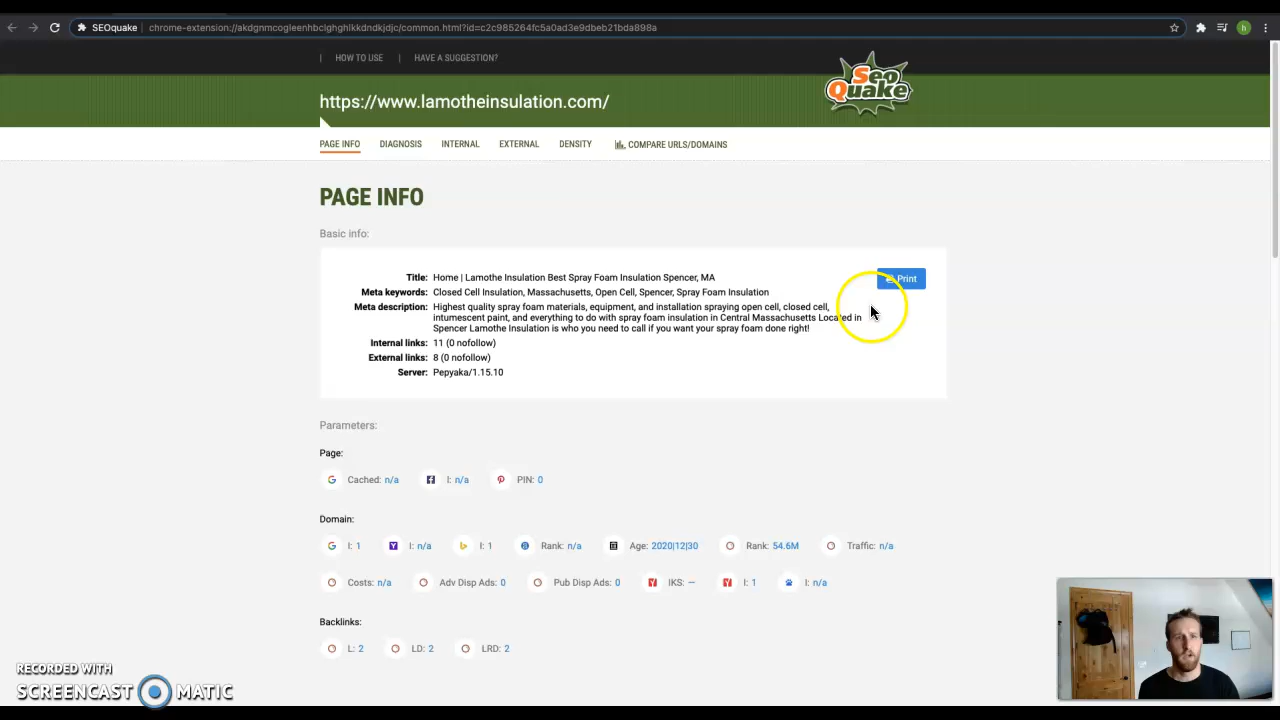 SEOquake
chrome-extension://akdgnmcogleenhbclghghlkkdndkjdjc/common.html?id=c2c985264fc5a0ad3e9dbeb21bda898a
h
| HOW TO USE | HAVE A SUGGESTION?
Seo
Quake
https://www.lamotheinsulation.com/
PAGE INFO DIAGNOSIS INTERNAL EXTERNAL DENSITY COMPARE URLS/DOMAINS
PAGE INFO
Basic info:
Print
Title: Home | Lamothe Insulation Best Spray Foam Insulation Spencer, MA
Meta keywords: Closed Cell Insulation, Massachusetts, Open Cell, Spencer, Spray Foam Insulation
Meta description: Highest quality spray foam materials, equipment, and installation spraying open cell, closed cell,
intumescent paint, and everything to do with spray foam insulation in Central Massachusetts Located in
Spencer Lamothe Insulation is who you need to call if you want your spray foam done right!
Internal links: 11 (0 nofollow)
External links: 8 (0 nofollow)
Server: Pepyaka/1.15.10
Parameters:
Page:
Cached: n/a I: n/a PIN: 0
Domain:
I: 1 I: n/a I: 1 Rank: n/a Age: 2020|12|30 Rank: 54.6M Traffic: n/a
Costs: n/a Adv Disp Ads: 0 Pub Disp Ads: 0 IKS: — I: 1 I: n/a
Backlinks:
L: 2 LD: 2 LRD: 2
RECORDED WITH
SCREENCAST MATIC